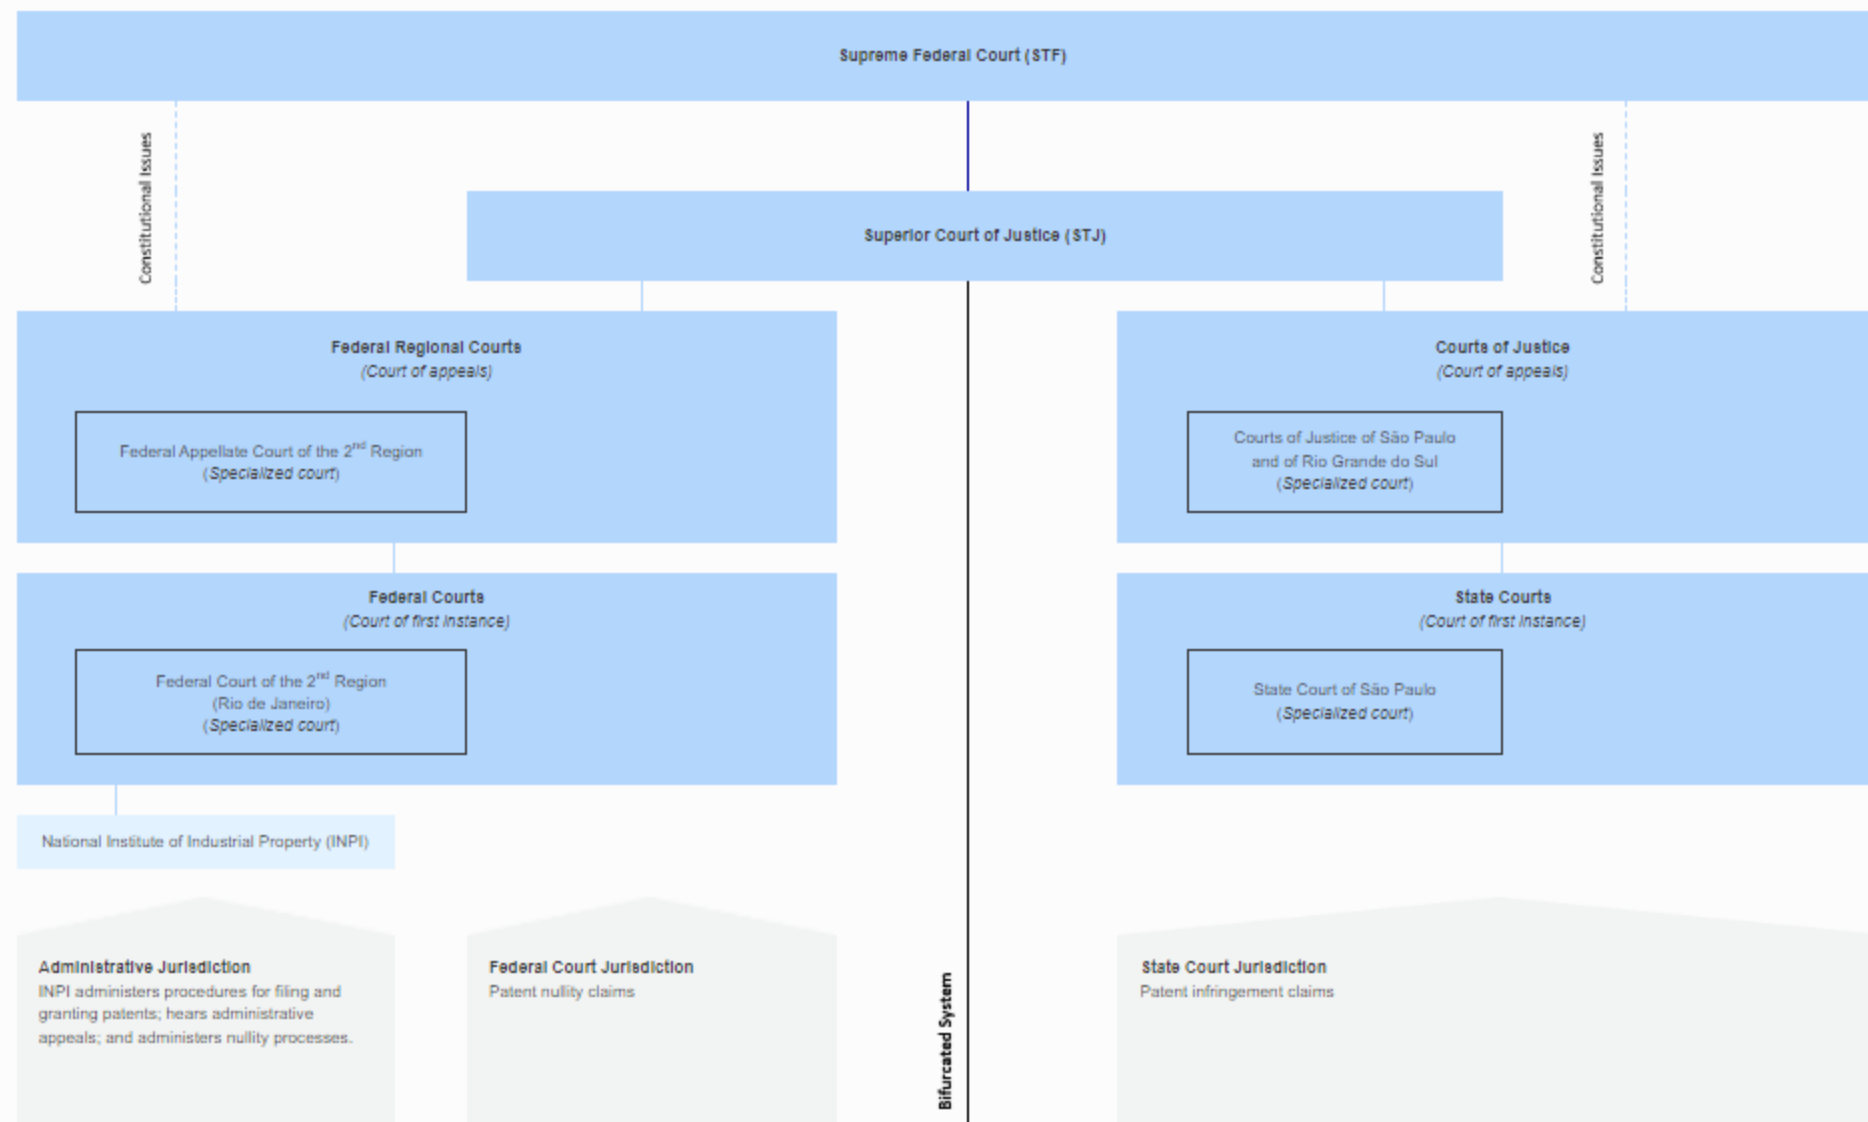 Supreme Federal Court (STF)
Constitutional Issues
Constitutional Issues
Superior Court of Justice (STJ)
Federal Regional Courts
(Court of appeals)
Federal Appellate Court of the 2nd Region
(Specialized court)
Courts of Justice
(Court of appeals)
Courts of Justice of São Paulo
and of Rio Grande do Sul
(Specialized court)
Federal Courts
(Court of first instance)
Federal Court of the 2nd Region
(Rio de Janeiro)
(Specialized court)
State Courts
(Court of first instance)
State Court of São Paulo
(Specialized court)
National Institute of Industrial Property (INPI)
Administrative Jurisdiction
INPI administers procedures for filing and
granting patents; hears administrative
appeals; and administers nullity processes.
Federal Court Jurisdiction
Patent nullity claims
Bifurcated System
State Court Jurisdiction
Patent infringement claims